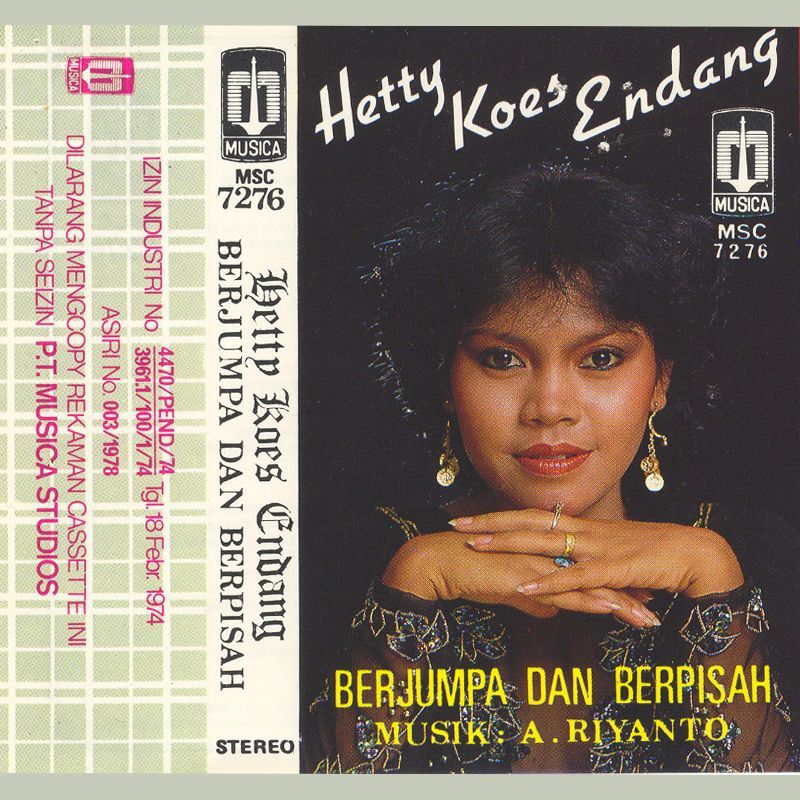 MUSICA
IZIN INDUSTRI No 4470/PEND/74 Tgl. 18 Febr. 1974
3961.1/100/1/74
ASIRI No. 003/1978
DILARANG MENGCOPY REKAMAN CASSETTE INI
TANPA SEIZIN P.T. MUSICA STUDIOS
MUSICA
MSC
7276
Hetty Koes Endang
BERJUMPA DAN BERPISAH
STEREO
Hetty Koes Endang
MUSICA
MSC
7276
BERJUMPA DAN BERPISAH
MUSIK: A. RIYANTO